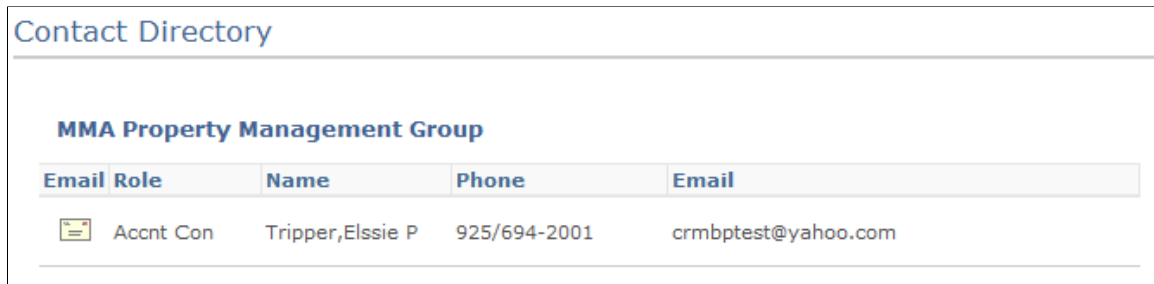 Contact Directory
MMA Property Management Group
Email Role Name Phone Email
Accnt Con Tripper,Elssie P 925/694-2001 crmbptest@yahoo.com